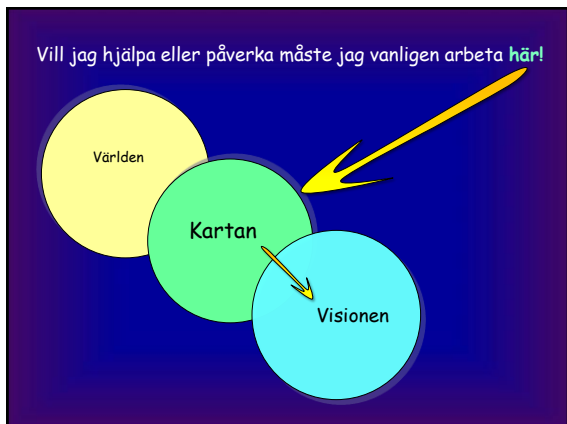 Vill jag hjälpa eller påverka måste jag vanligen arbeta här!
Världen
Kartan
Visionen